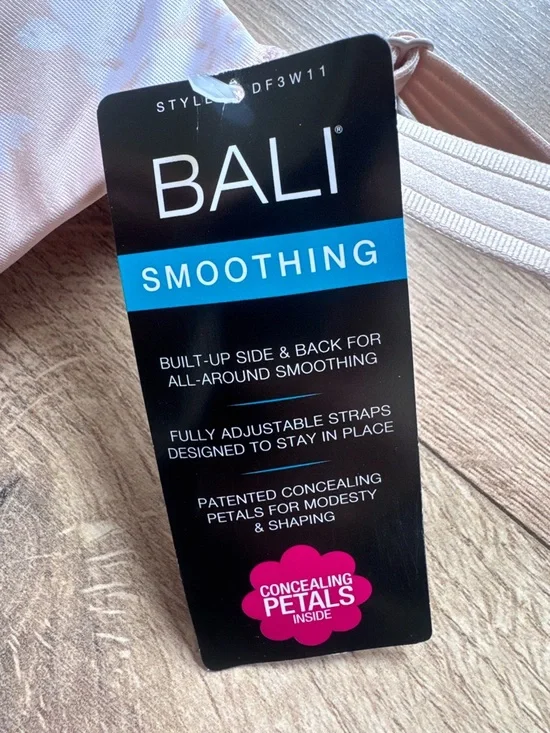 STYLE DF3W11
BALI®
SMOOTHING
BUILT-UP SIDE & BACK FOR
ALL-AROUND SMOOTHING
FULLY ADJUSTABLE STRAPS
DESIGNED TO STAY IN PLACE
PATENTED CONCEALING
PETALS FOR MODESTY
& SHAPING
CONCEALING
PETALS
INSIDE